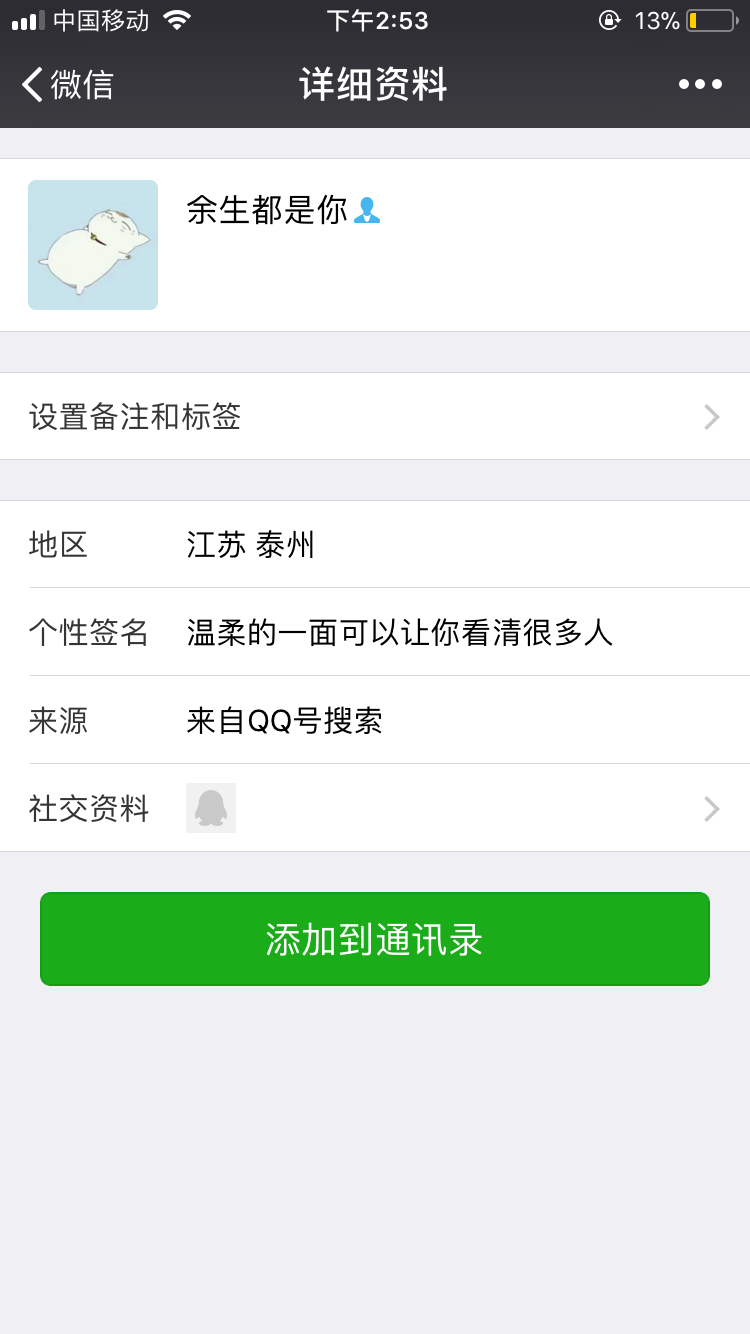 中国移动 下午2:53 13%
微信 详细资料
余生都是你
设置备注和标签
地区 江苏 泰州
个性签名 温柔的一面可以让你看清很多人
来源 来自QQ号搜索
社交资料
添加到通讯录